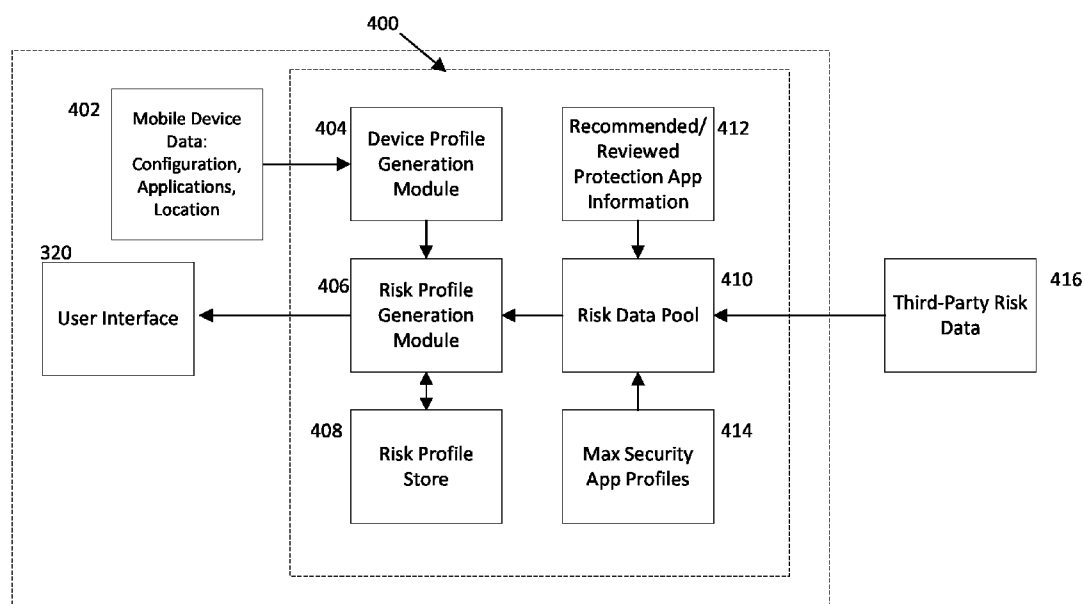 400
402
Mobile Device
Data:
Configuration,
Applications,
Location
404
Device Profile
Generation
Module
Recommended/
Reviewed
Protection App
Information
412
320
User Interface
406
Risk Profile
Generation
Module
410
Risk Data Pool
416
Third-Party Risk
Data
408
Risk Profile
Store
Max Security
App Profiles
414